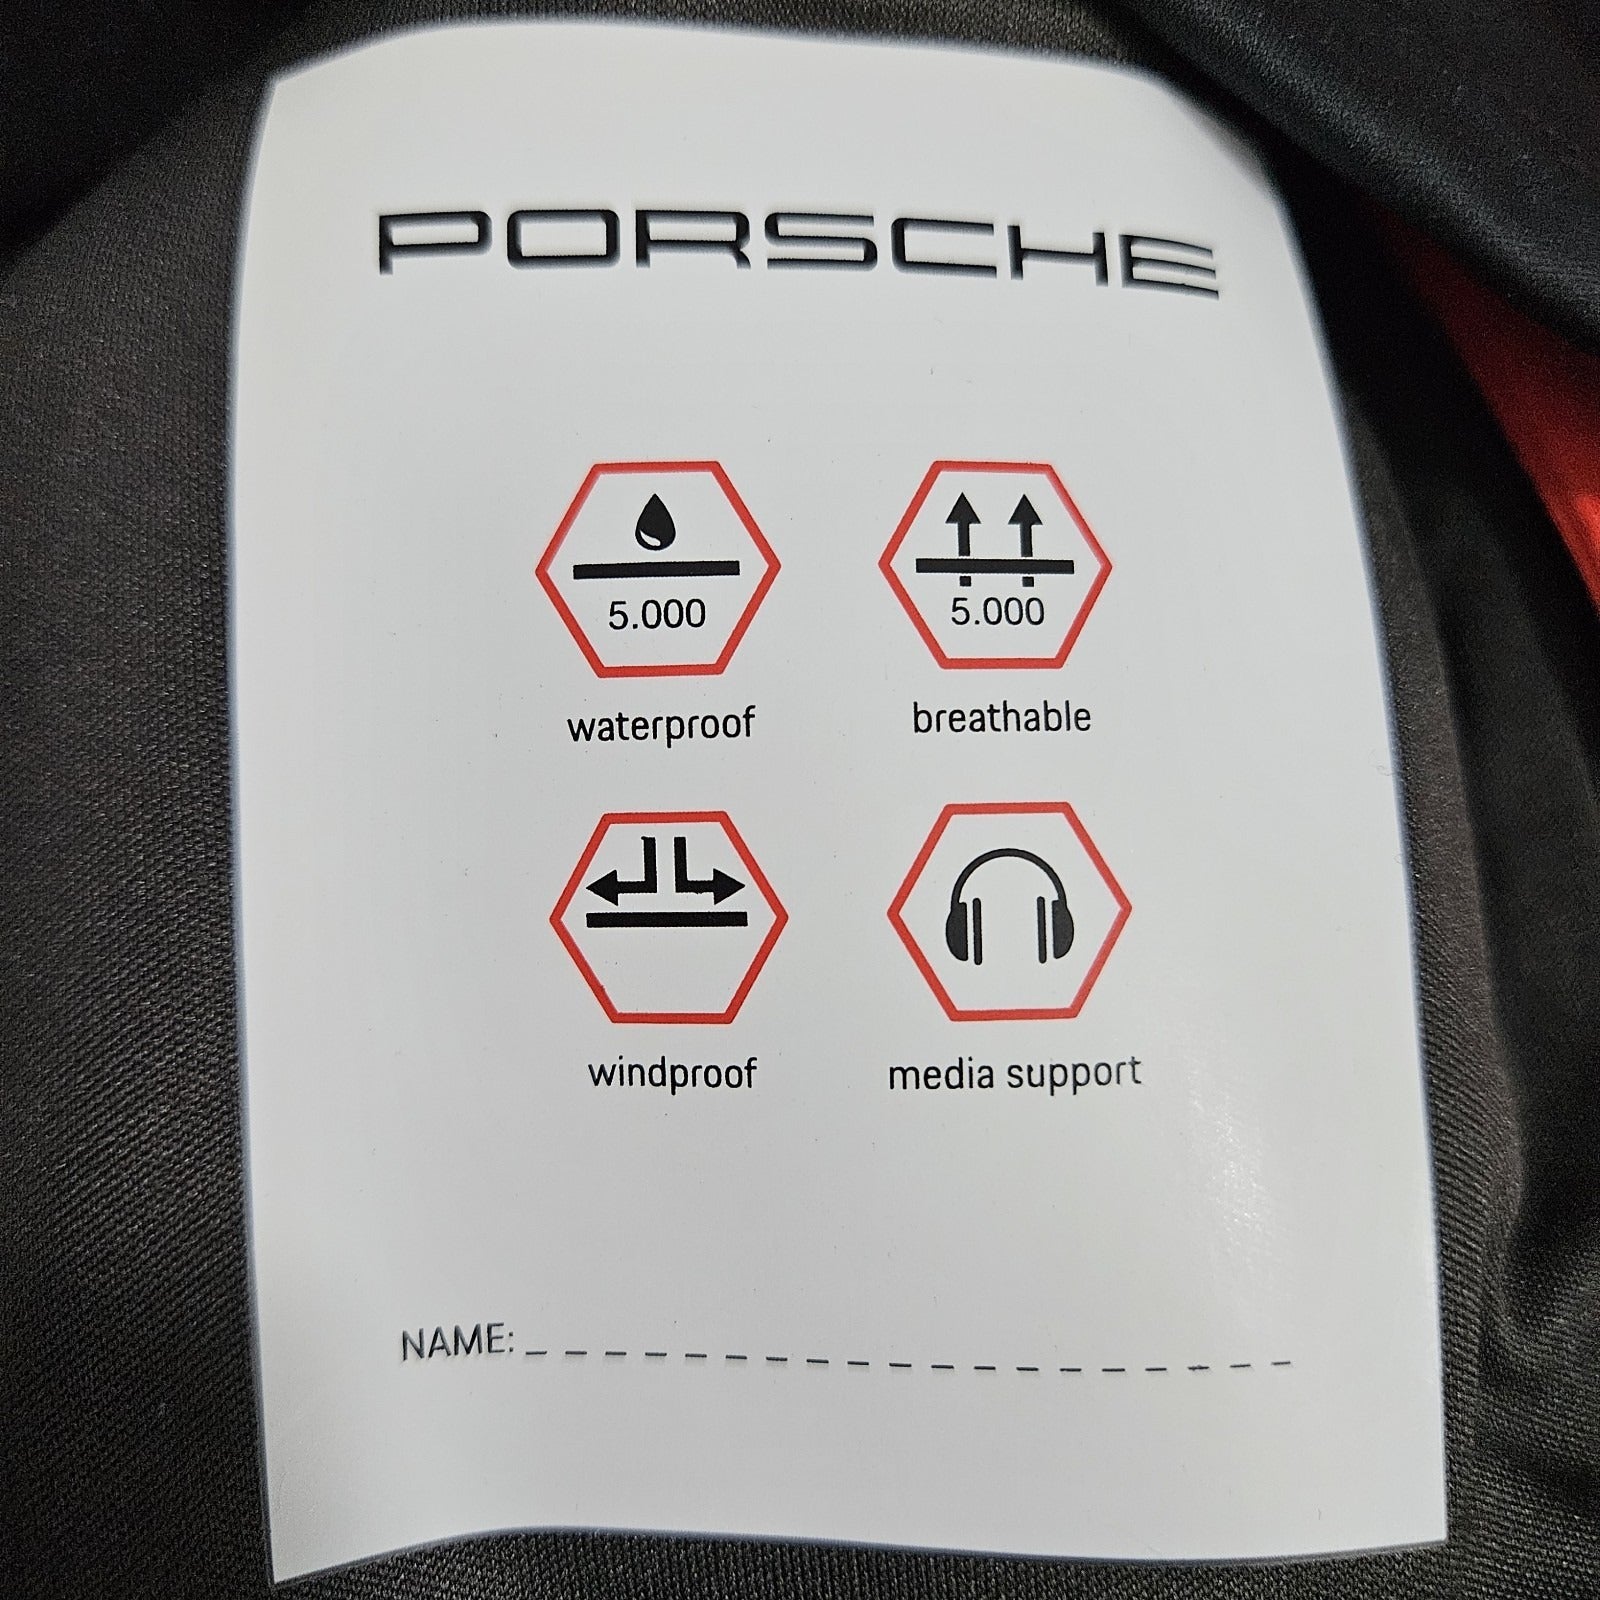 PORSCHE
5.000 5.000
waterproof breathable
windproof media support
NAME:_ _ _ _ _ _ _ _ _ _ _ _ _ _ _ _ _ _ _